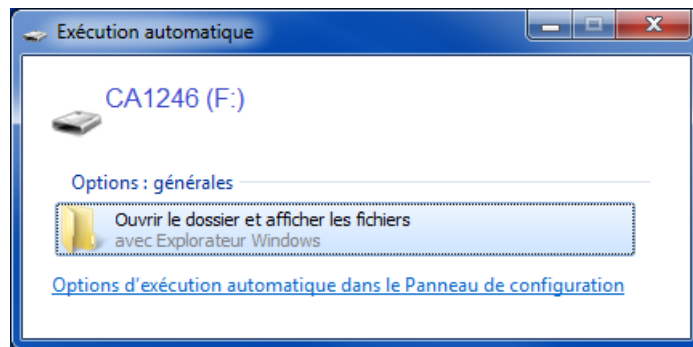 Exécution automatique
CA1246 (F:)
Options : générales
Ouvrir le dossier et afficher les fichiers
avec Explorateur Windows
Options d'exécution automatique dans le Panneau de configuration